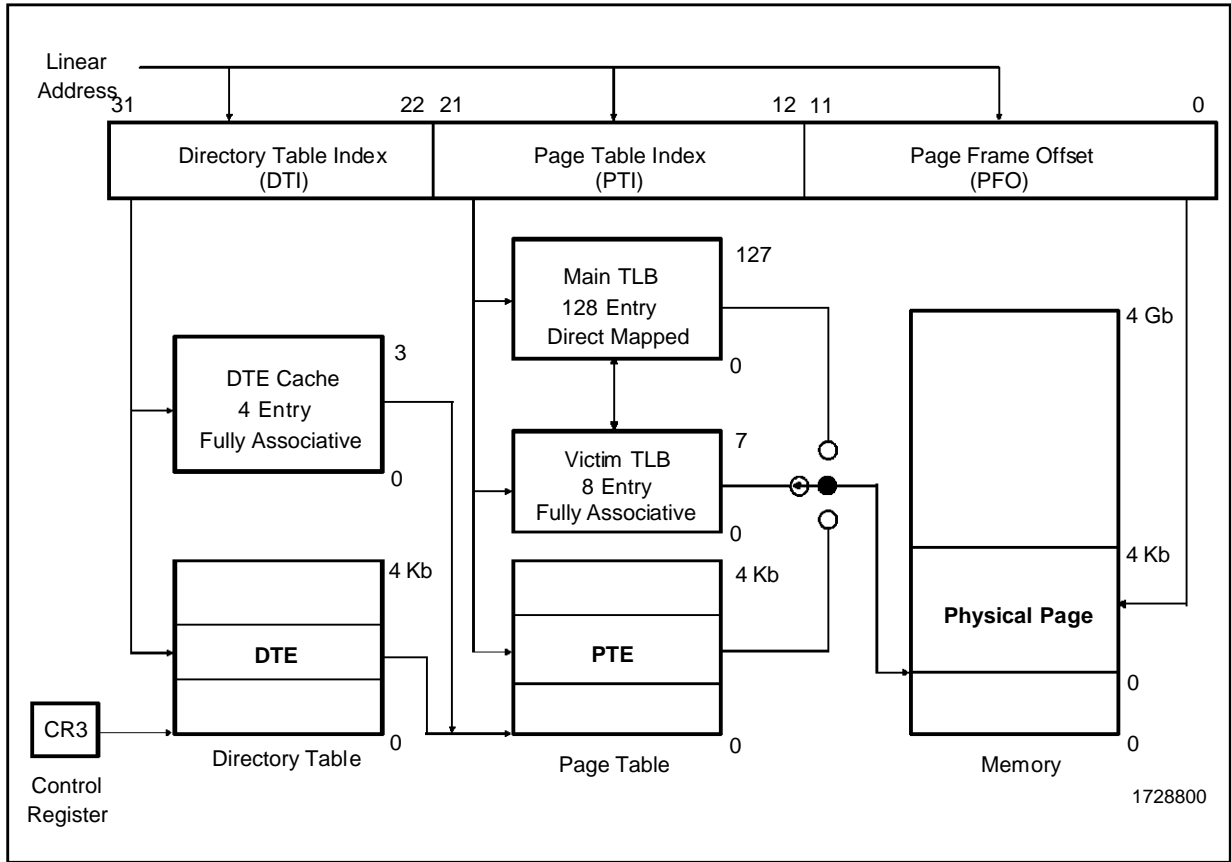 Linear
Address
31
22
21
12
11
0
Directory Table Index
(DTI)
Page Table Index
(PTI)
Page Frame Offset
(PFO)
127
Main TLB
128 Entry
Direct Mapped
0
4 Gb
3
DTE Cache
4 Entry
Fully Associative
0
7
Victim TLB
8 Entry
Fully Associative
0
4 Kb
DTE
0
Directory Table
4 Kb
PTE
0
Page Table
4 Kb
Physical Page
0
0
Memory
CR3
Control
Register
1728800